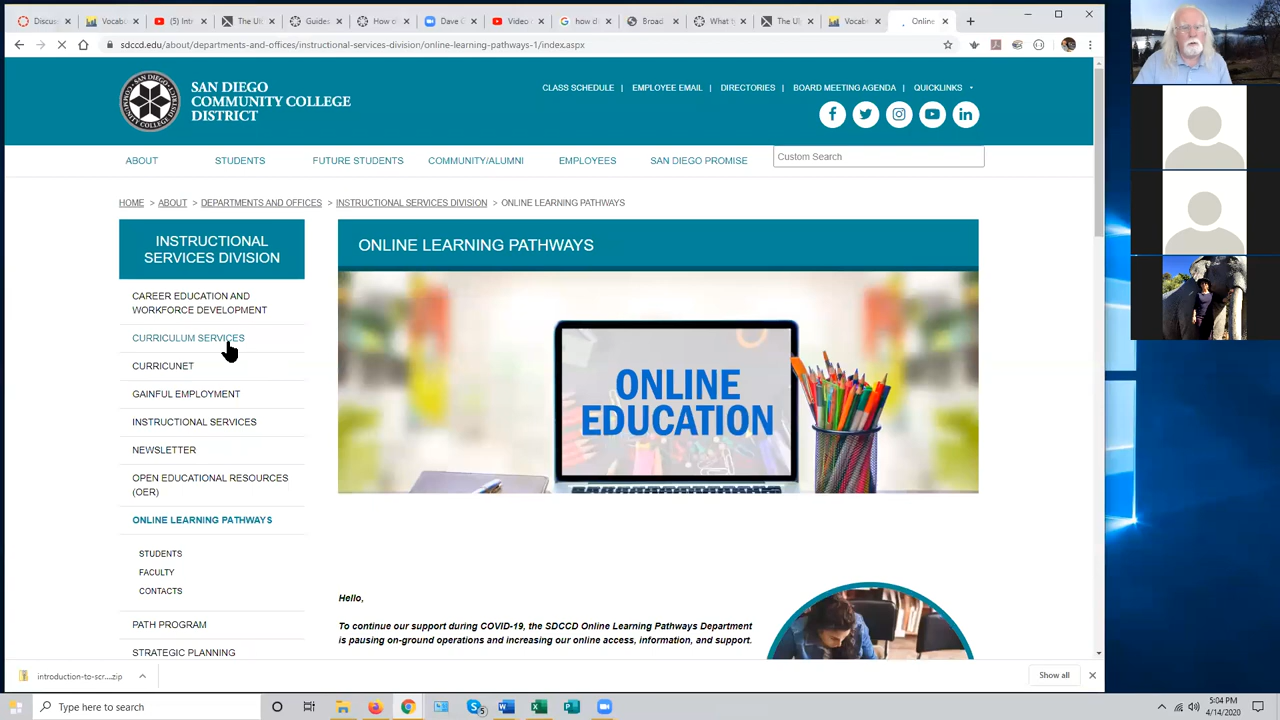 Discus
Vocab
(5) Intr
The Ul
Guides
How cl
Dave G
Video
how cl
Broad
What t
The Ul
Vocab
Online
sdccd.edu/about/departments-and-offices/instructional-services-division/online-learning-pathways-1/index.aspx
SAN DIEGO
COMMUNITY COLLEGE
DISTRICT
CLASS SCHEDULE | EMPLOYEE EMAIL | DIRECTORIES | BOARD MEETING AGENDA | QUICKLINKS
ABOUT STUDENTS FUTURE STUDENTS COMMUNITY/ALUMNI EMPLOYEES SAN DIEGO PROMISE Custom Search
HOME > ABOUT > DEPARTMENTS AND OFFICES > INSTRUCTIONAL SERVICES DIVISION > ONLINE LEARNING PATHWAYS
INSTRUCTIONAL
SERVICES DIVISION
CAREER EDUCATION AND
WORKFORCE DEVELOPMENT
CURRICULUM SERVICES
CURRICUNET
GAINFUL EMPLOYMENT
INSTRUCTIONAL SERVICES
NEWSLETTER
OPEN EDUCATIONAL RESOURCES
(OER)
ONLINE LEARNING PATHWAYS
STUDENTS
FACULTY
CONTACTS
PATH PROGRAM
STRATEGIC PLANNING
ONLINE LEARNING PATHWAYS
ONLINE
EDUCATION
Hello,
To continue our support during COVID-19, the SDCCD Online Learning Pathways Department
is pausing on-ground operations and increasing our online access, information, and support.
introduction-to-scr....zip
Show all
Type here to search
5:04 PM
4/14/2020